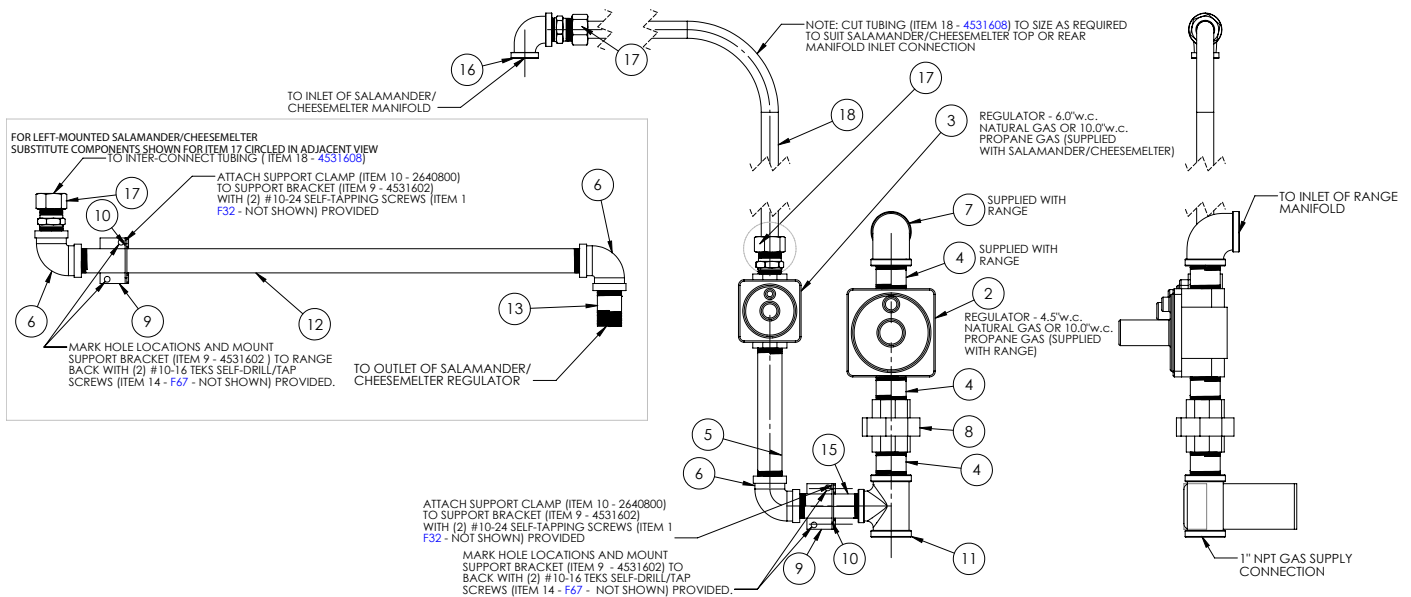 NOTE: CUT TUBING (ITEM 18 - 4531608) TO SIZE AS REQUIRED
TO SUIT SALAMANDER/CHEESEMELTER TOP OR REAR
MANIFOLD INLET CONNECTION
17
16
TO INLET OF SALAMANDER/
CHEESEMELTER MANIFOLD
17
18
3
REGULATOR - 6.0"w.c.
NATURAL GAS OR 10.0"w.c.
PROPANE GAS (SUPPLIED
WITH SALAMANDER/CHEESEMELTER)
FOR LEFT-MOUNTED SALAMANDER/CHEESEMELTER
SUBSTITUTE COMPONENTS SHOWN FOR ITEM 17 CIRCLED IN ADJACENT VIEW
TO INTER-CONNECT TUBING ( ITEM 18 - 4531608)
17
ATTACH SUPPORT CLAMP (ITEM 10 - 2640800)
TO SUPPORT BRACKET (ITEM 9 - 4531602)
WITH (2) #10-24 SELF-TAPPING SCREWS (ITEM 1
F32 - NOT SHOWN) PROVIDED
10
6
6
9
12
13
MARK HOLE LOCATIONS AND MOUNT
SUPPORT BRACKET (ITEM 9 - 4531602 ) TO RANGE
BACK WITH (2) #10-16 TEKS SELF-DRILL/TAP
SCREWS (ITEM 14 - F67 - NOT SHOWN) PROVIDED.
TO OUTLET OF SALAMANDER/
CHEESEMELTER REGULATOR
7
SUPPLIED WITH
RANGE
4
SUPPLIED WITH
RANGE
2
REGULATOR - 4.5"w.c.
NATURAL GAS OR 10.0"w.c.
PROPANE GAS (SUPPLIED
WITH RANGE)
4
8
4
5
15
6
ATTACH SUPPORT CLAMP (ITEM 10 - 2640800)
TO SUPPORT BRACKET (ITEM 9 - 4531602)
WITH (2) #10-24 SELF-TAPPING SCREWS (ITEM 1
F32 - NOT SHOWN) PROVIDED
MARK HOLE LOCATIONS AND MOUNT
SUPPORT BRACKET (ITEM 9 - 4531602) TO
BACK WITH (2) #10-16 TEKS SELF-DRILL/TAP
SCREWS (ITEM 14 - F67 - NOT SHOWN) PROVIDED.
9
10
11
TO INLET OF RANGE
MANIFOLD
1" NPT GAS SUPPLY
CONNECTION